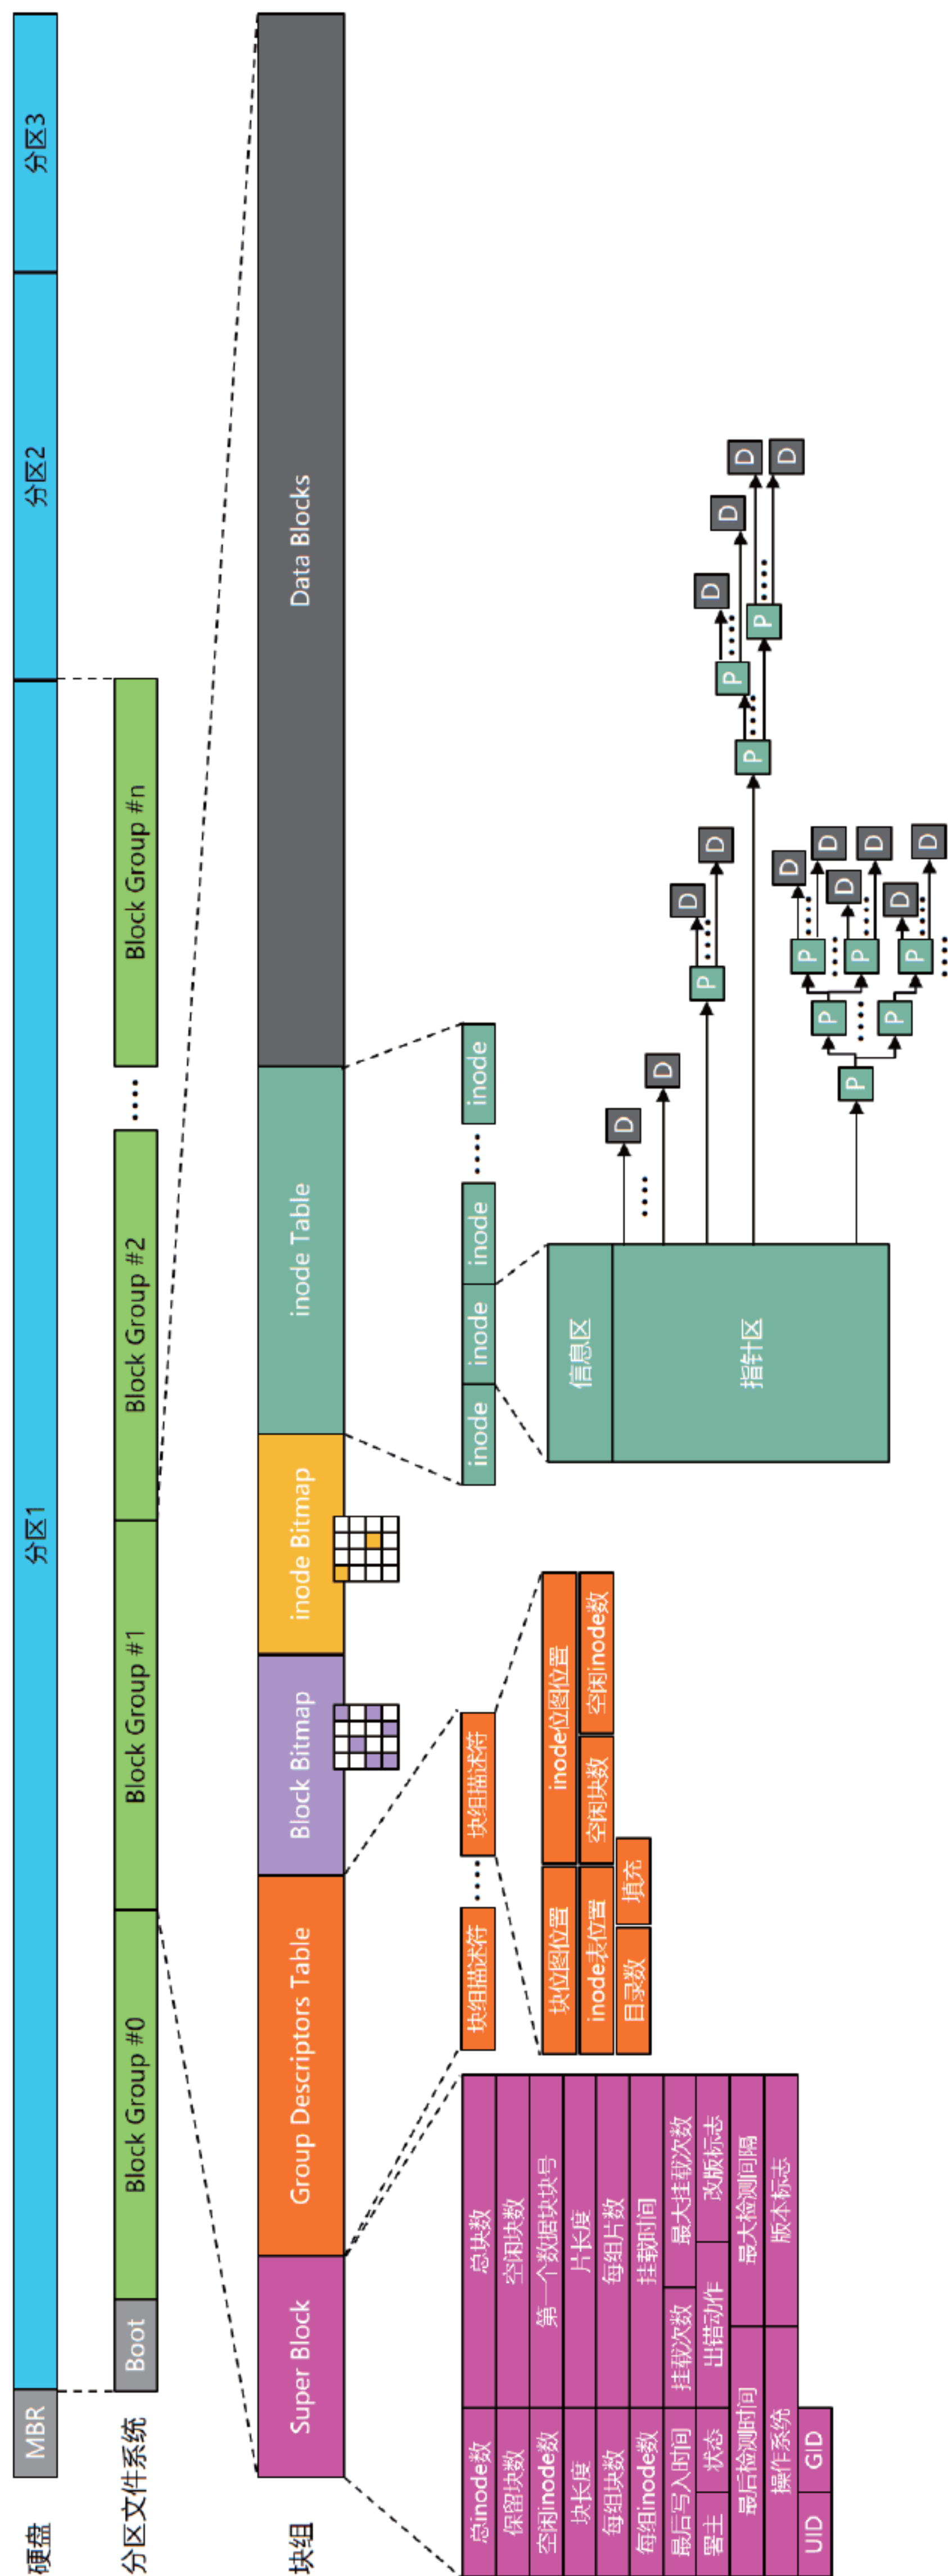 硬盘
MBR
分区1
分区2
分区3
分区文件系统
Boot
Block Group #0
Block Group #1
Block Group #2
Block Group #n
块组
Super Block
Group Descriptors Table
Block Bitmap
inode Bitmap
inode Table
Data Blocks
总inode数
总块数
保留块数
空闲块数
空闲inode数
第一个数据块块号
块长度
片长度
每组块数
每组片数
每组inode数
挂载时间
最后写入时间
挂载次数
最大挂载次数
署主
状态
出错动作
改版标志
最后检测时间
最大检测间隔
操作系统
版本标志
UID
GID
块组描述符
块组描述符
块位图位置
inode位图位置
inode表位置
空闲块数
空闲inode数
目录数
填充
inode
inode
inode
inode
信息区
指针区
D
D
P
D
D
P
P
D
D
P
D
D
P
P
P
D
D
P
D
D
P
P
D
D